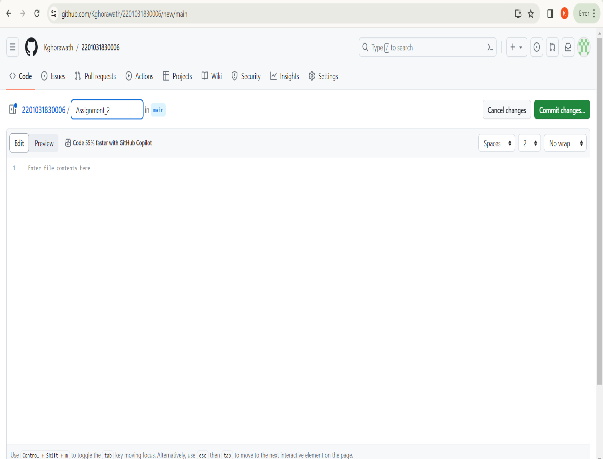 github.com/Kghorawath/2201031830006/new/main
Error
Kghorawath / 2201031830006
Type / to search
Code Issues Pull requests Actions Projects Wiki Security Insights Settings
2201031830006 / Assignment_2 in main
Cancel changes Commit changes...
Edit Preview Code 55% faster with GitHub Copilot
Spaces 2 No wrap
1 Enter file contents here
Use Control + Shift + m to toggle the tab key moving focus. Alternatively, use esc then tab to move to the next interactive element on the page.